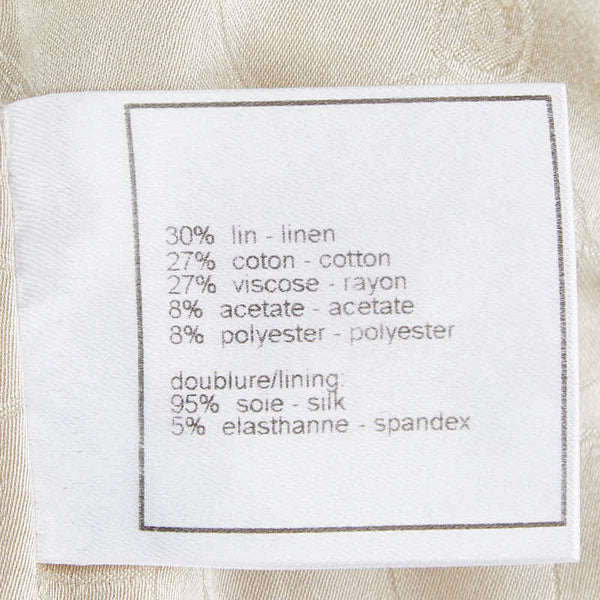 30% lin - linen
27% coton - cotton
27% viscose - rayon
8% acetate - acetate
8% polyester - polyester
doublure/lining:
95% soie - silk
5% elasthanne - spandex